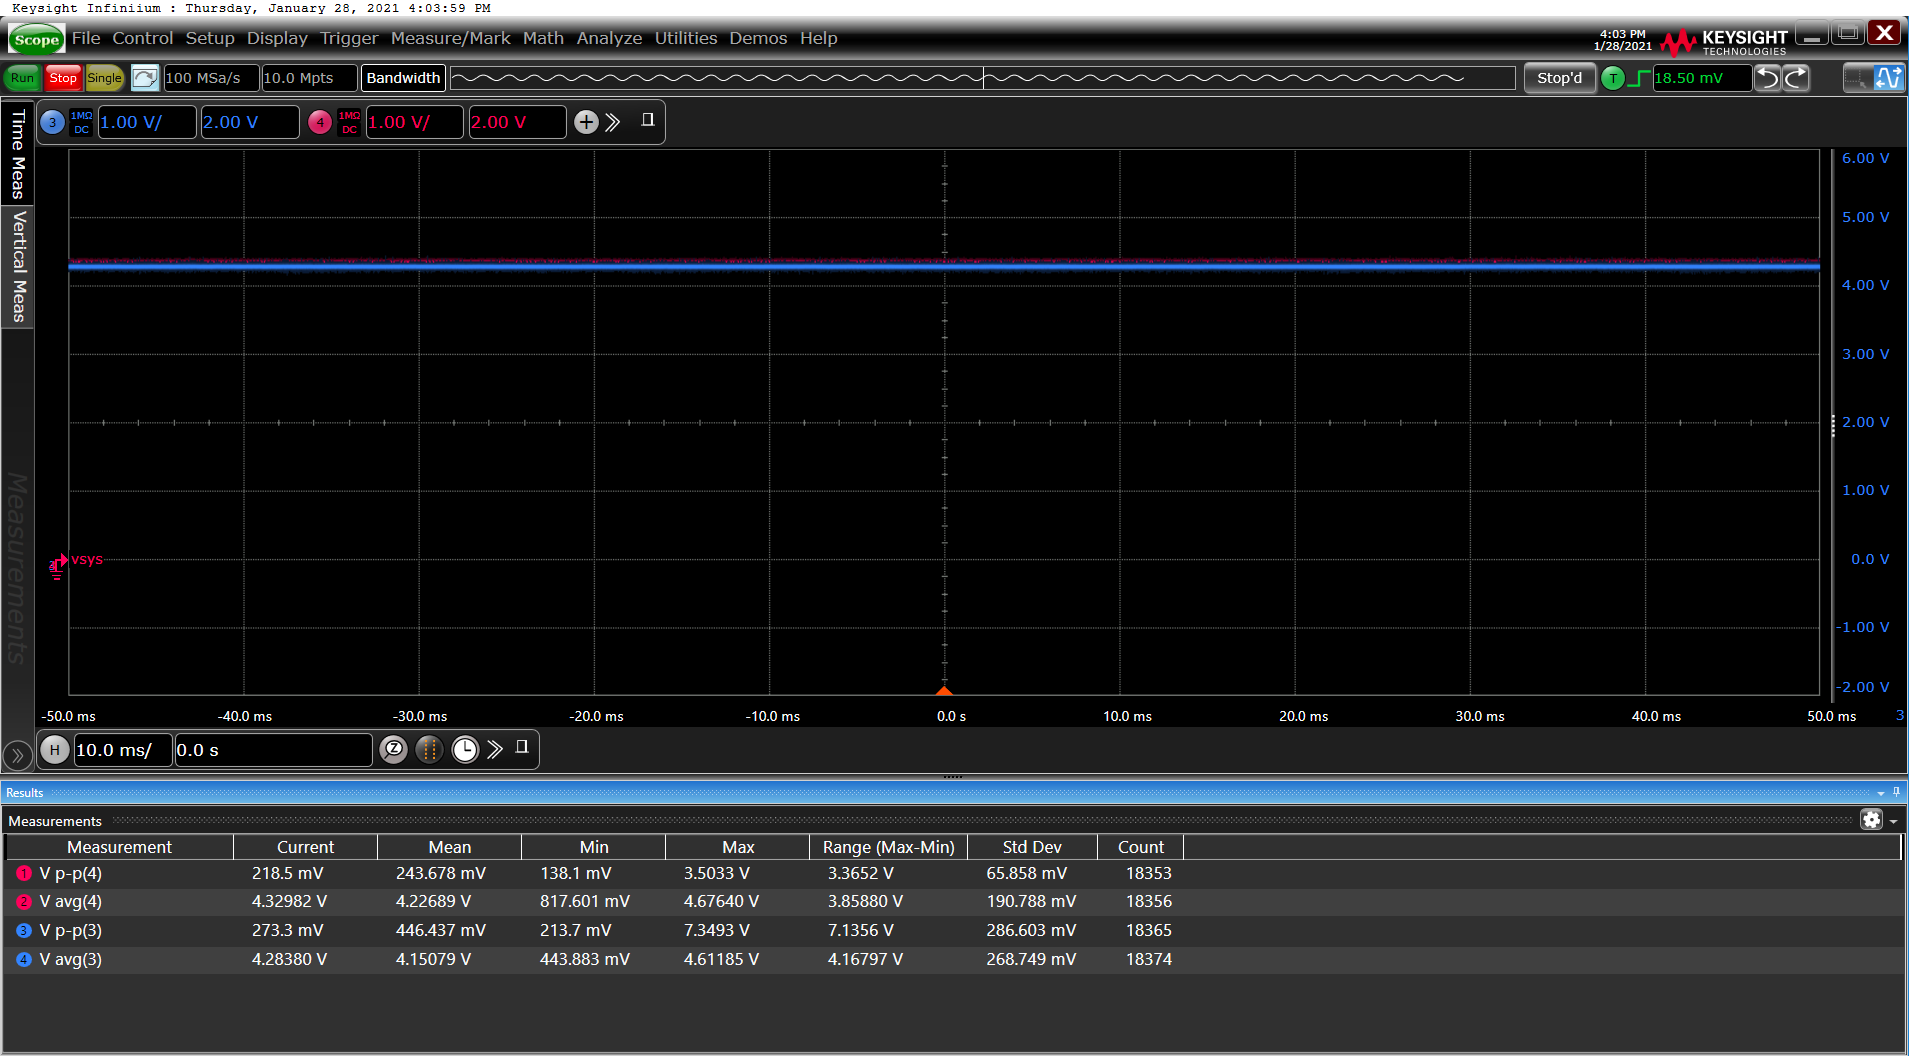 Keysight Infiniium : Thursday, January 28, 2021 4:03:59 PM
Scope File Control Setup Display Trigger Measure/Mark Math Analyze Utilities Demos Help
4:03 PM
1/28/2021
KEYSIGHT
TECHNOLOGIES
X
Run Stop Single 100 MSa/s 10.0 Mpts Bandwidth Stop'd T 18.50 mV
3 1MΩ DC 1.00 V/ 2.00 V 4 1MΩ DC 1.00 V/ 2.00 V
Time Meas
Vertical Meas
Measurements
6.00 V
5.00 V
4.00 V
3.00 V
2.00 V
1.00 V
0.0 V
-1.00 V
-2.00 V
vsys
-50.0 ms -40.0 ms -30.0 ms -20.0 ms -10.0 ms 0.0 s 10.0 ms 20.0 ms 30.0 ms 40.0 ms 50.0 ms 3
H 10.0 ms/ 0.0 s Z
Results
Measurements
Measurement Current Mean Min Max Range (Max-Min) Std Dev Count
1 V p-p(4) 218.5 mV 243.678 mV 138.1 mV 3.5033 V 3.3652 V 65.858 mV 18353
2 V avg(4) 4.32982 V 4.22689 V 817.601 mV 4.67640 V 3.85880 V 190.788 mV 18356
3 V p-p(3) 273.3 mV 446.437 mV 213.7 mV 7.3493 V 7.1356 V 286.603 mV 18365
4 V avg(3) 4.28380 V 4.15079 V 443.883 mV 4.61185 V 4.16797 V 268.749 mV 18374